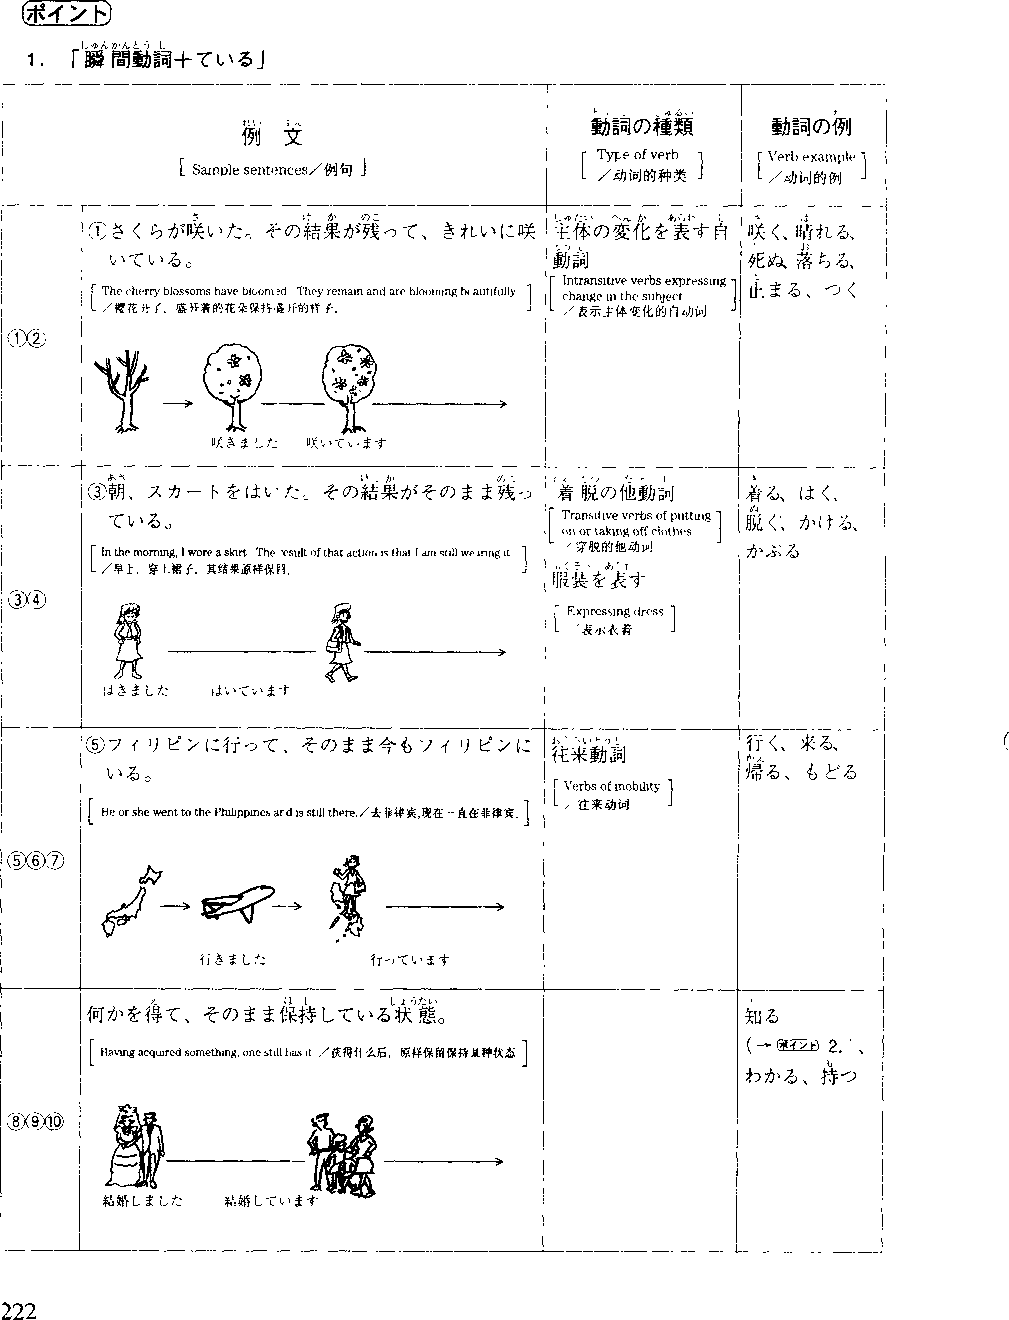 ポイント
1. 「瞬間動詞＋ている」
例文
[ Sample sentences／例句 ]
動詞の種類
[ Type of verb
／动词的种类 ]
動詞の例
[ Verb example
／动词的例 ]
①②
①さくらが咲いた。その結果が残って、きれいに咲
いている。
[ The cherry blossoms have bloomed They remain and are blooming beautifully
／樱花开了、盛开着的花朵保持盛开的样子. ]
咲きました 咲いています
主体の変化を表す自
動詞
[ Intransitive verbs expressing
change in the subject
／表示主体变化的自动词 ]
咲く、晴れる、
死ぬ、落ちる、
止まる、つく
③④
③朝、スカートをはいた。その結果がそのまま残っ
ている。
[ In the morning, I wore a skirt The result of that action is that I am still wearing it
／早上、穿上裙子、其结果原样保留. ]
はきました はいています
着脱の他動詞
[ Transitive verbs of putting
on or taking off clothes
／穿脱的他动词 ]
服装を表す
[ Expressing dress
／表示衣着 ]
着る、はく、
脱ぐ、かける、
かぶる
⑤⑥⑦
⑤フィリピンに行って、そのまま今もフィリピンに
いる。
[ He or she went to the Philippines and is still there.／去菲律宾,现在一直在菲律宾. ]
行きました 行っています
往来動詞
[ Verbs of mobility
／往来动词 ]
行く、来る、
帰る、もどる
⑧⑨⑩
何かを得て、そのまま保持している状態。
[ Having acquired something, one still has it ／获得什么后，原样保留保持某种状态 ]
結婚しました 結婚しています
知る
(→ポイント 2.)、
わかる、持つ
222